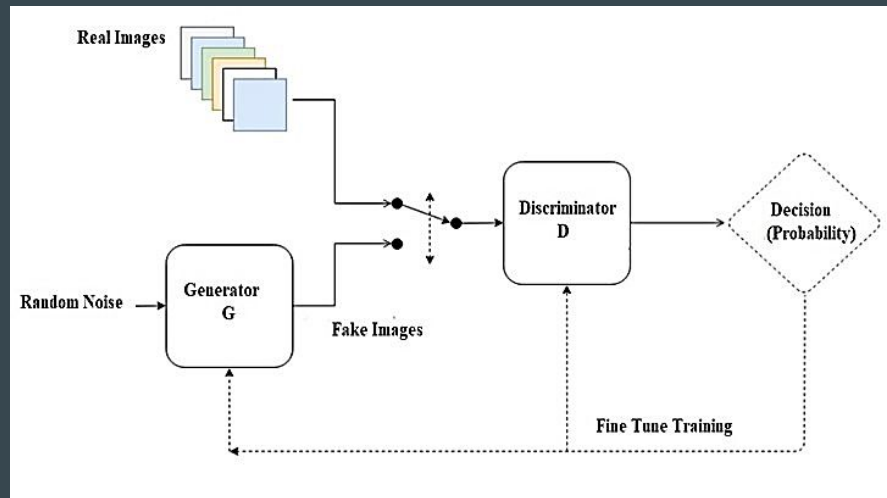 Real Images
Discriminator
D
Decision
(Probability)
Generator
G
Random Noise
Fake Images
Fine Tune Training